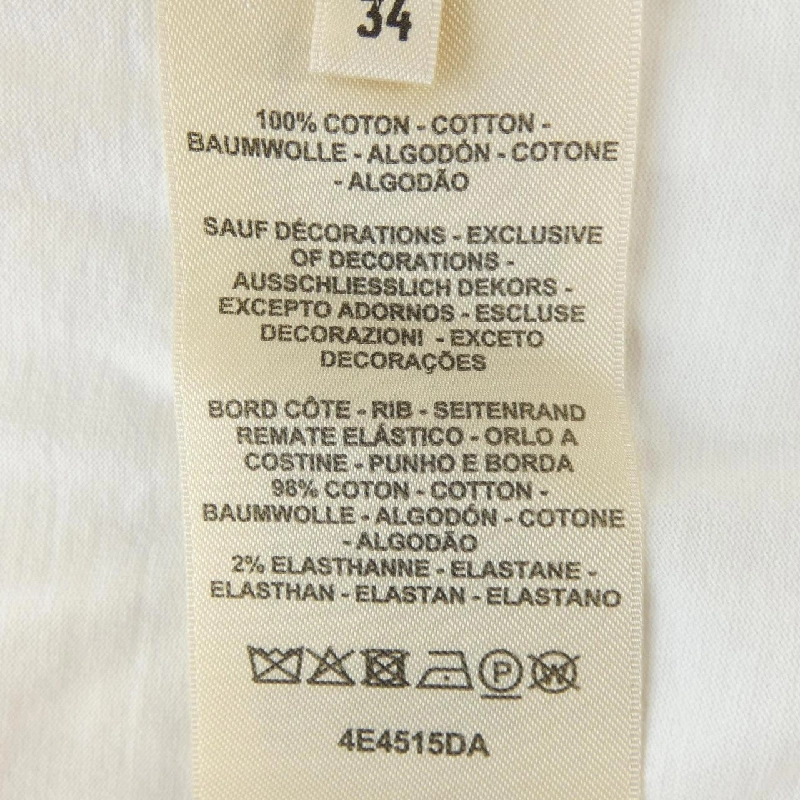 34
100% COTON - COTTON -
BAUMWOLLE - ALGODÓN - COTONE
- ALGODÃO
SAUF DÉCORATIONS - EXCLUSIVE
OF DECORATIONS -
AUSSCHLIESSLICH DEKORS -
EXCEPTO ADORNOS - ESCLUSE
DECORAZIONI - EXCETO
DECORAÇÕES
BORD CÔTE - RIB - SEITENRAND
REMATE ELÁSTICO - ORLO A
COSTINE - PUNHO E BORDA
98% COTON - COTTON -
BAUMWOLLE - ALGODÓN - COTONE
- ALGODÃO
2% ELASTHANNE - ELASTANE -
ELASTHAN - ELASTAN - ELASTANO
P W
4E4515DA